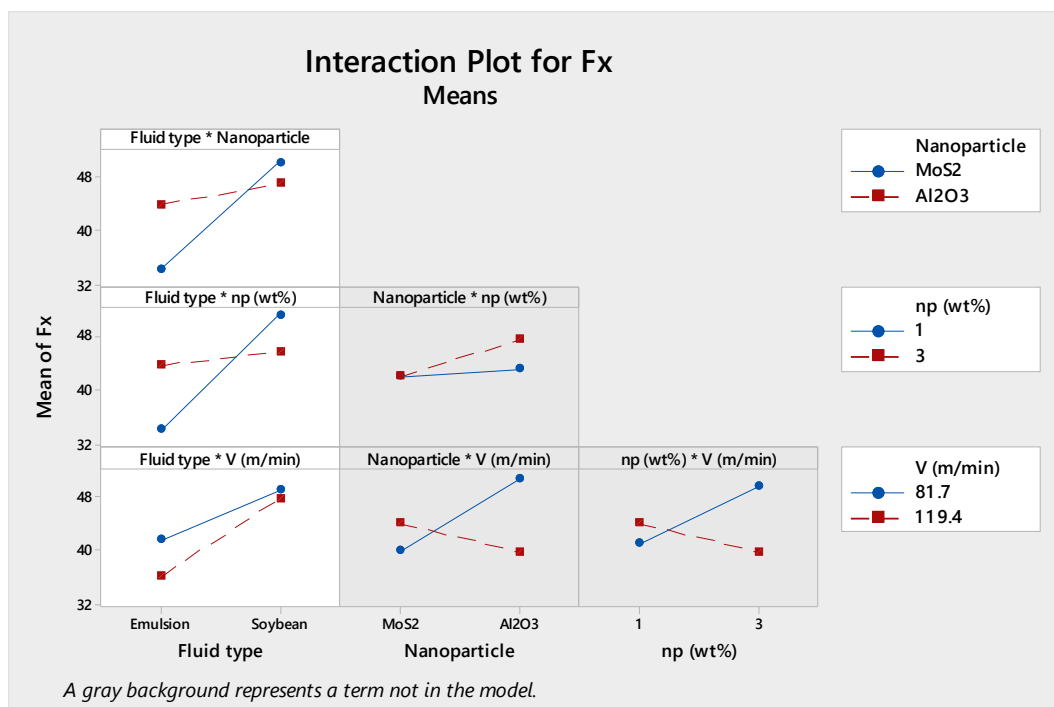 Interaction Plot for Fx
Means
Fluid type * Nanoparticle
48
40
32
Nanoparticle
MoS2
Al2O3
Fluid type * np (wt%)
Nanoparticle * np (wt%)
48
40
32
np (wt%)
1
3
Mean of Fx
Fluid type * V (m/min)
Nanoparticle * V (m/min)
np (wt%) * V (m/min)
48
40
32
V (m/min)
81.7
119.4
Emulsion Soybean
MoS2 Al2O3
1 3
Fluid type
Nanoparticle
np (wt%)
A gray background represents a term not in the model.